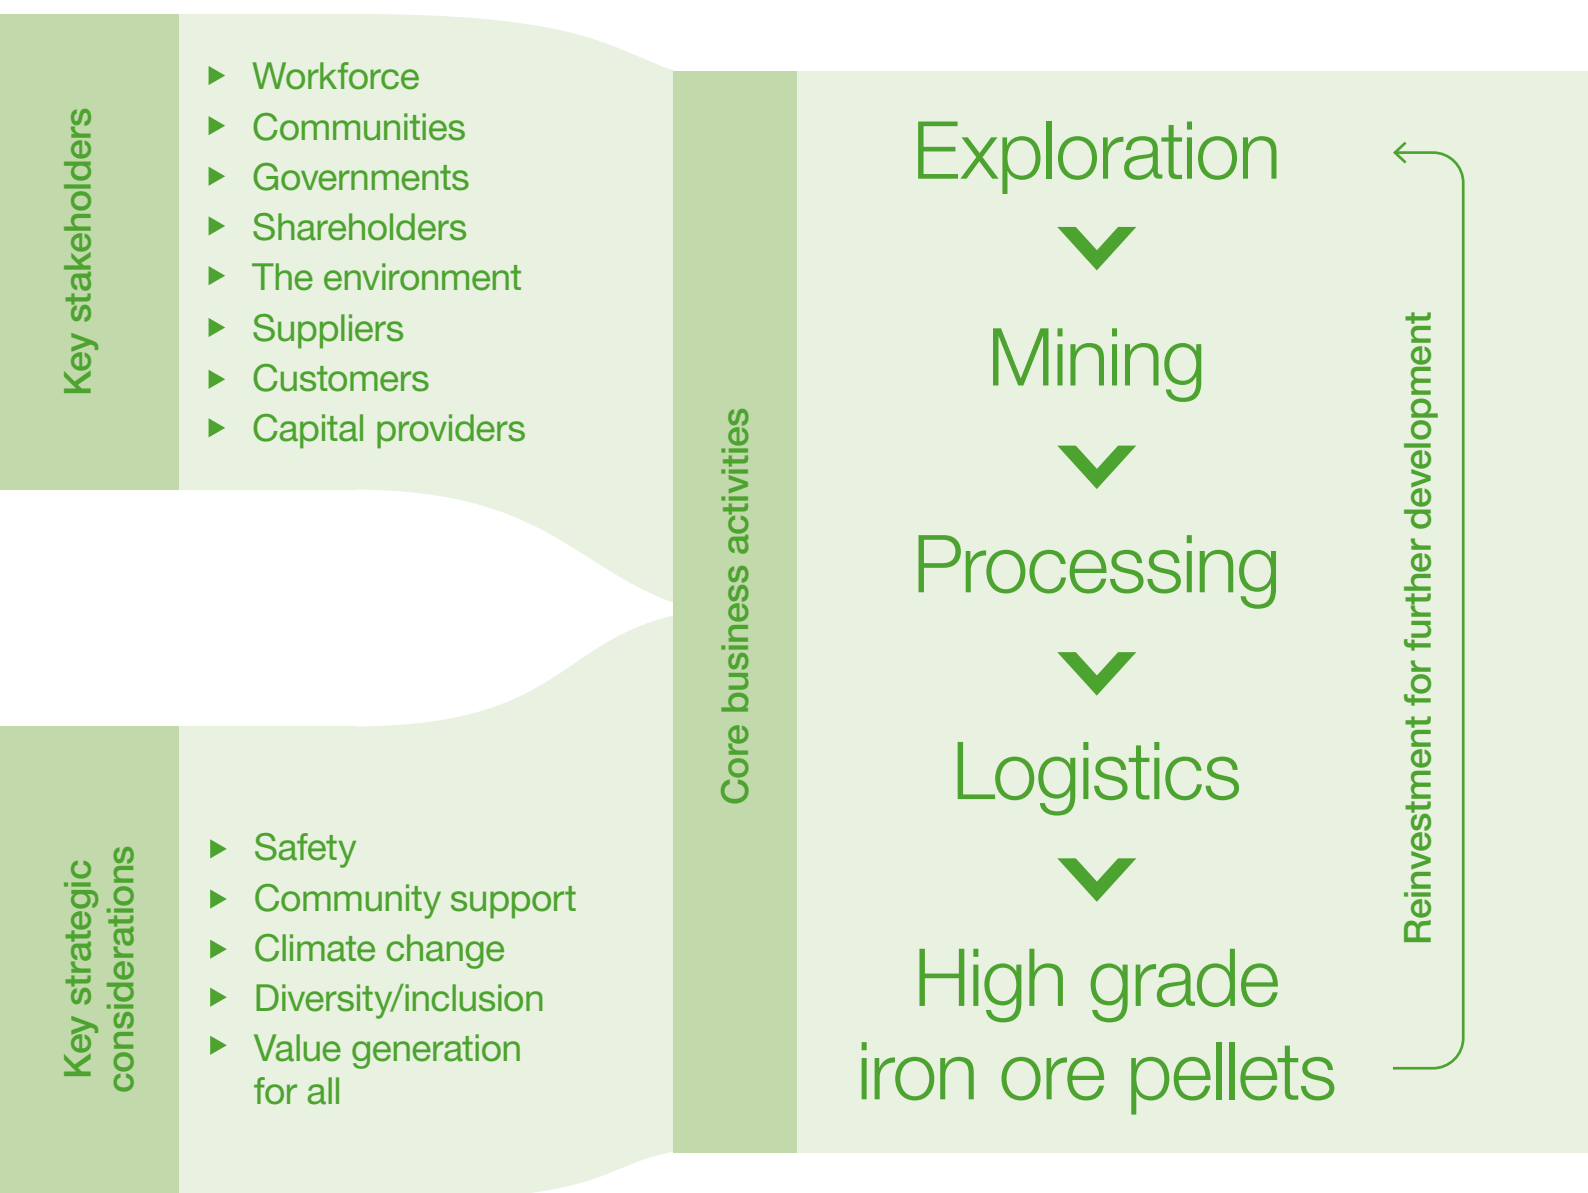 Key stakeholders
Workforce
Communities
Governments
Shareholders
The environment
Suppliers
Customers
Capital providers
Key strategic
considerations
Safety
Community support
Climate change
Diversity/inclusion
Value generation
for all
Core business activities
Exploration
Mining
Processing
Logistics
High grade
iron ore pellets
Reinvestment for further development